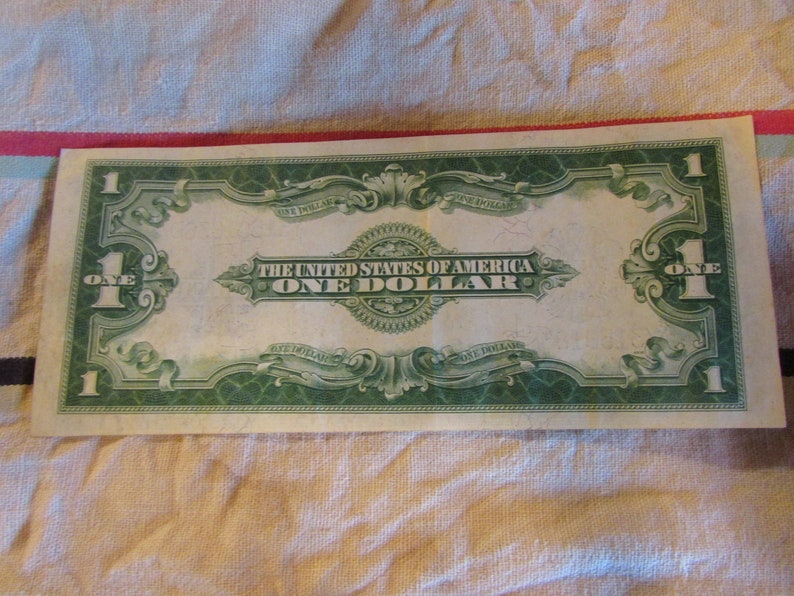 1 1
ONE DOLLAR ONE DOLLAR
THE UNITED STATES OF AMERICA
1 ONE 1 ONE
ONE DOLLAR
ONE DOLLAR ONE DOLLAR
1 1